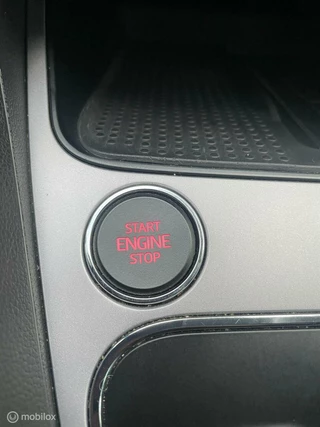 START
ENGINE
STOP
mobilox